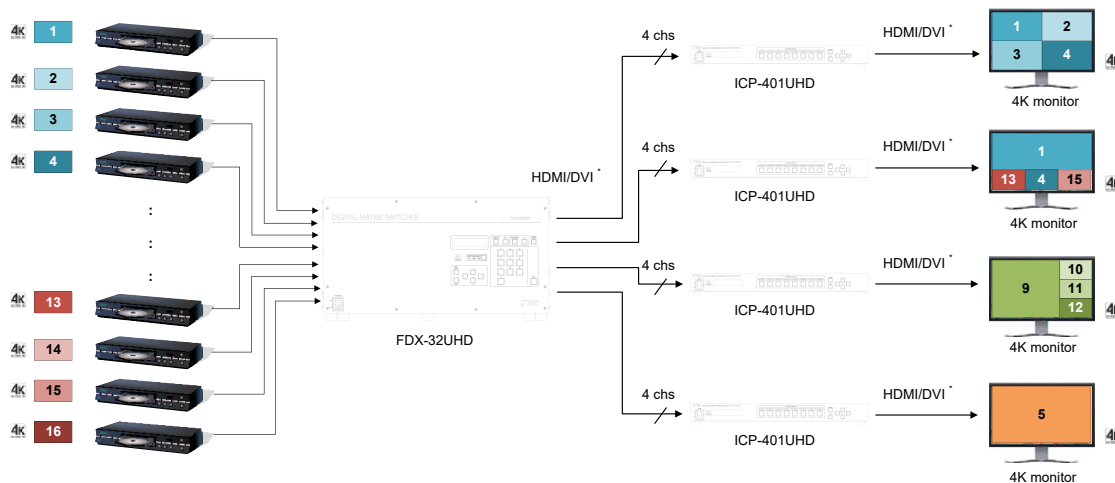 4K 1
4K 2
4K 3
4K 4
:
:
:
4K 13
4K 14
4K 15
4K 16
DIGITAL MATRIX SWITCHER
FDX-32UHD
HDMI/DVI *
4 chs
ICP-401UHD
HDMI/DVI *
1 2
3 4
4K monitor
4 chs
ICP-401UHD
HDMI/DVI *
1
13 4 15
4K monitor
4 chs
ICP-401UHD
HDMI/DVI *
9
10
11
12
4K monitor
4 chs
ICP-401UHD
HDMI/DVI *
5
4K monitor